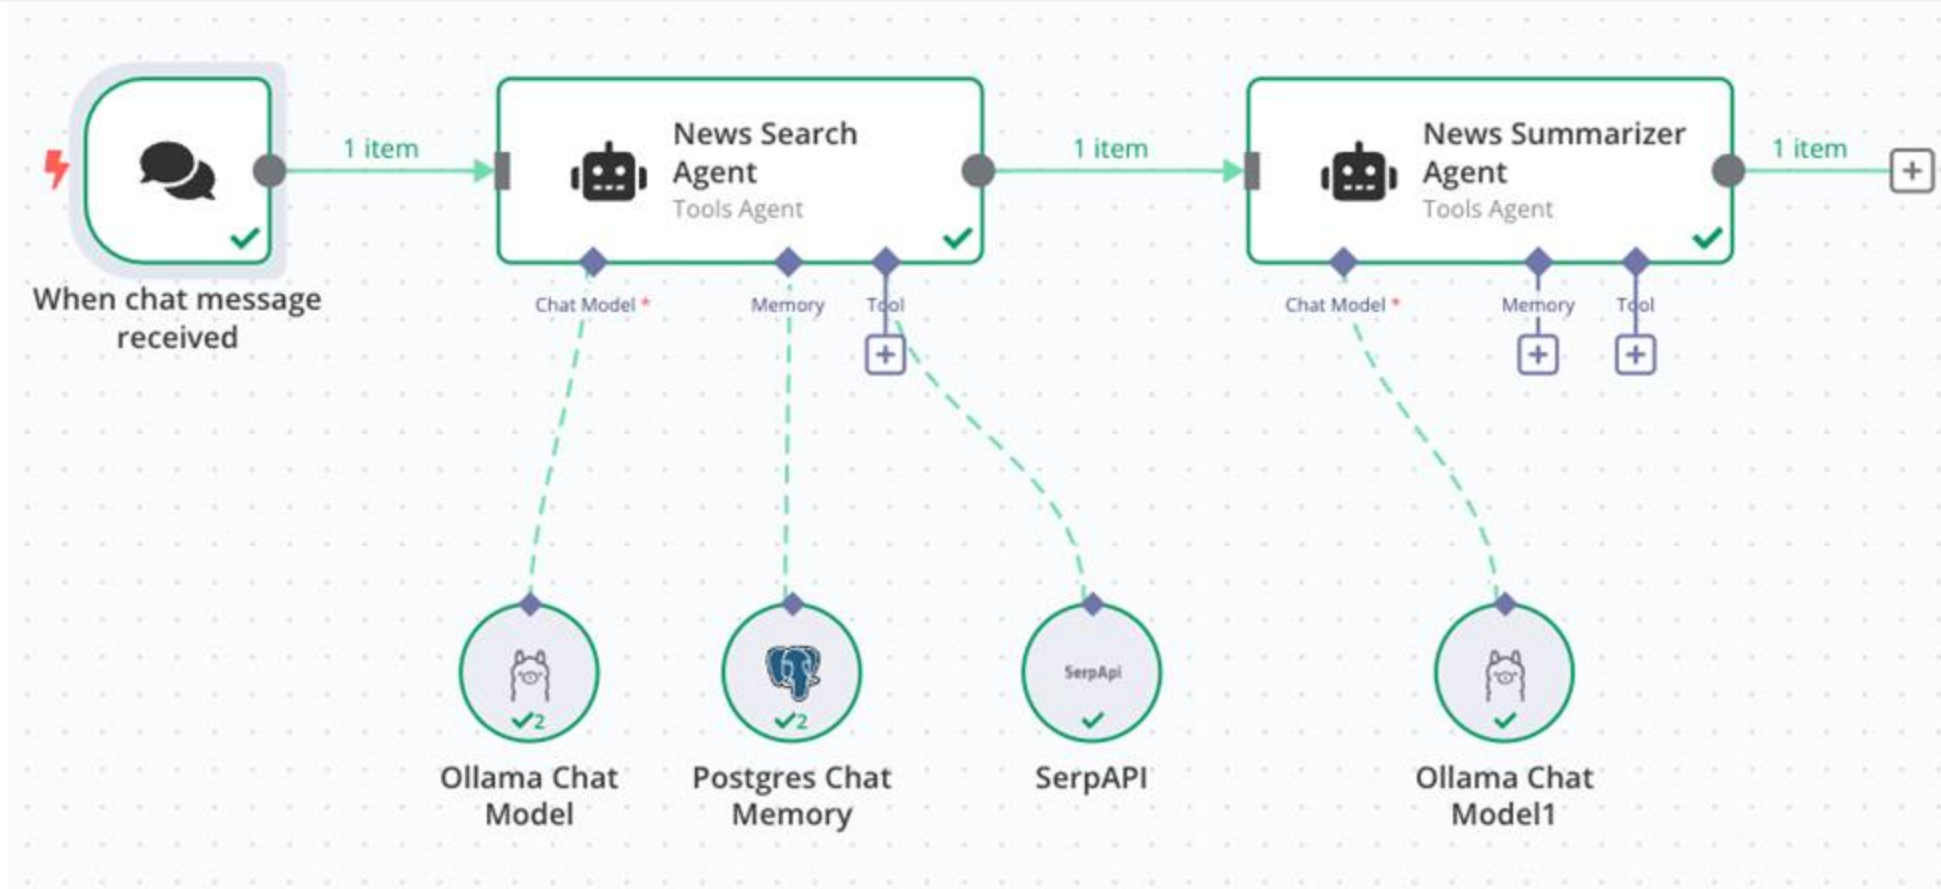 1 item
News Search
Agent
Tools Agent
1 item
News Summarizer
Agent
Tools Agent
1 item
When chat message
received
Chat Model *
Memory
Tool
Chat Model *
Memory
Tool
SerpApi
2
2
Ollama Chat
Model
Postgres Chat
Memory
SerpAPI
Ollama Chat
Model1